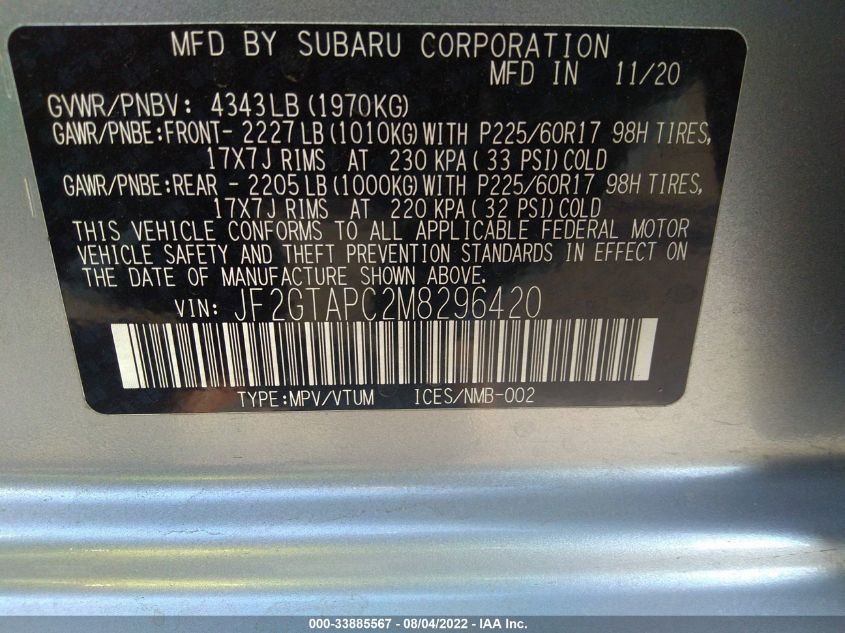 MFD BY SUBARU CORPORATION
MFD IN 11/20
GVWR/PNBV: 4343LB (1970KG)
GAWR/PNBE:FRONT- 2227LB (1010KG) WITH P225/60R17 98H TIRES,
17X7J RIMS AT 230 KPA ( 33 PSI) COLD
GAWR/PNBE:REAR - 2205LB (1000KG) WITH P225/60R17 98H TIRES,
17X7J RIMS AT 220 KPA ( 32 PSI) COLD
THIS VEHICLE CONFORMS TO ALL APPLICABLE FEDERAL MOTOR
VEHICLE SAFETY AND THEFT PREVENTION STANDARDS IN EFFECT ON
THE DATE OF MANUFACTURE SHOWN ABOVE.
VIN: JF2GTAPC2M8296420
TYPE:MPV/VTUM ICES/NMB-002
000-33885567 - 08/04/2022 - IAA Inc.